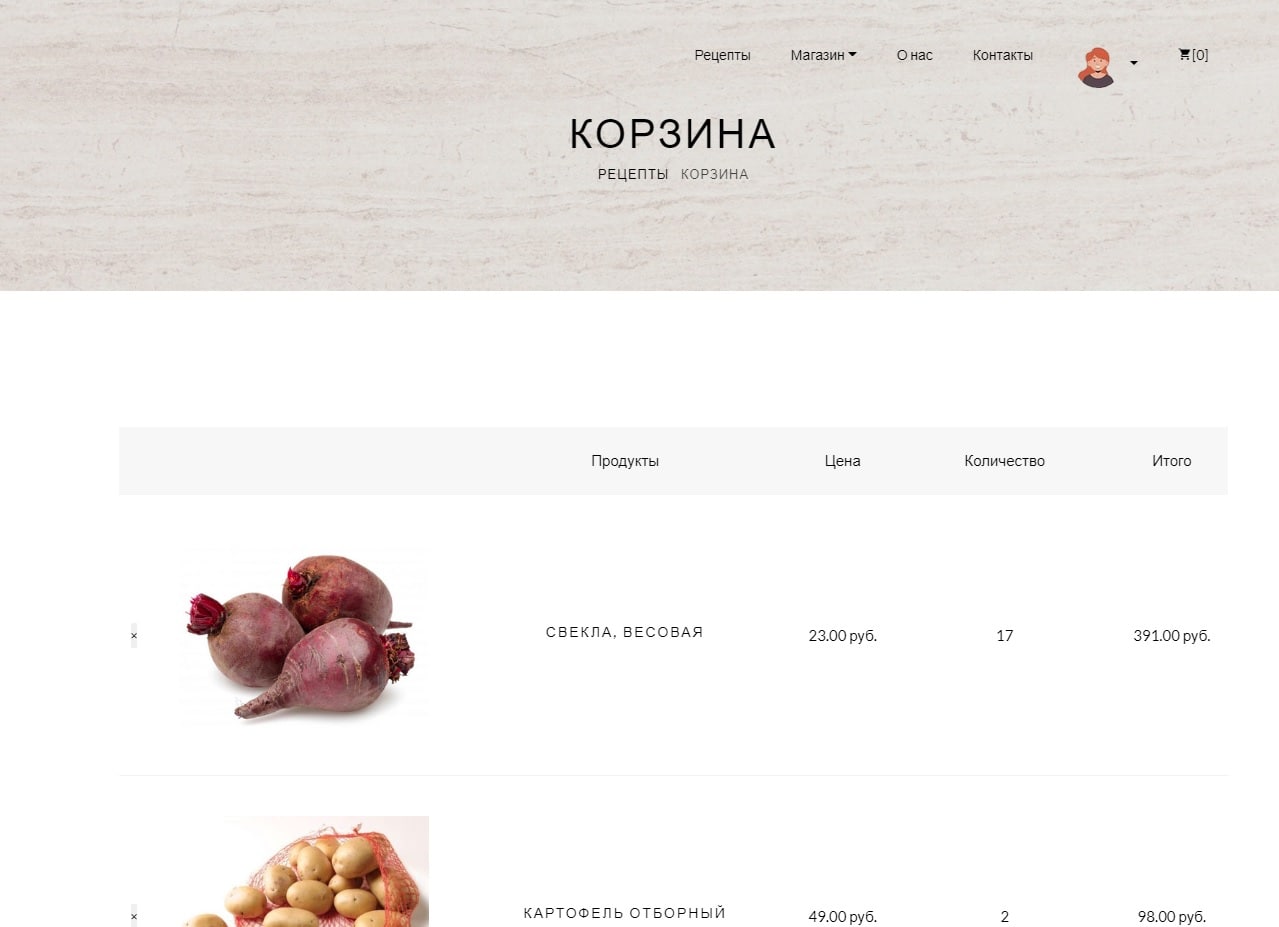 Рецепты Магазин О нас Контакты [0]
КОРЗИНА
РЕЦЕПТЫ КОРЗИНА
Продукты Цена Количество Итого
× СВЕКЛА, ВЕСОВАЯ 23.00 руб. 17 391.00 руб.
× КАРТОФЕЛЬ ОТБОРНЫЙ 49.00 руб. 2 98.00 руб.